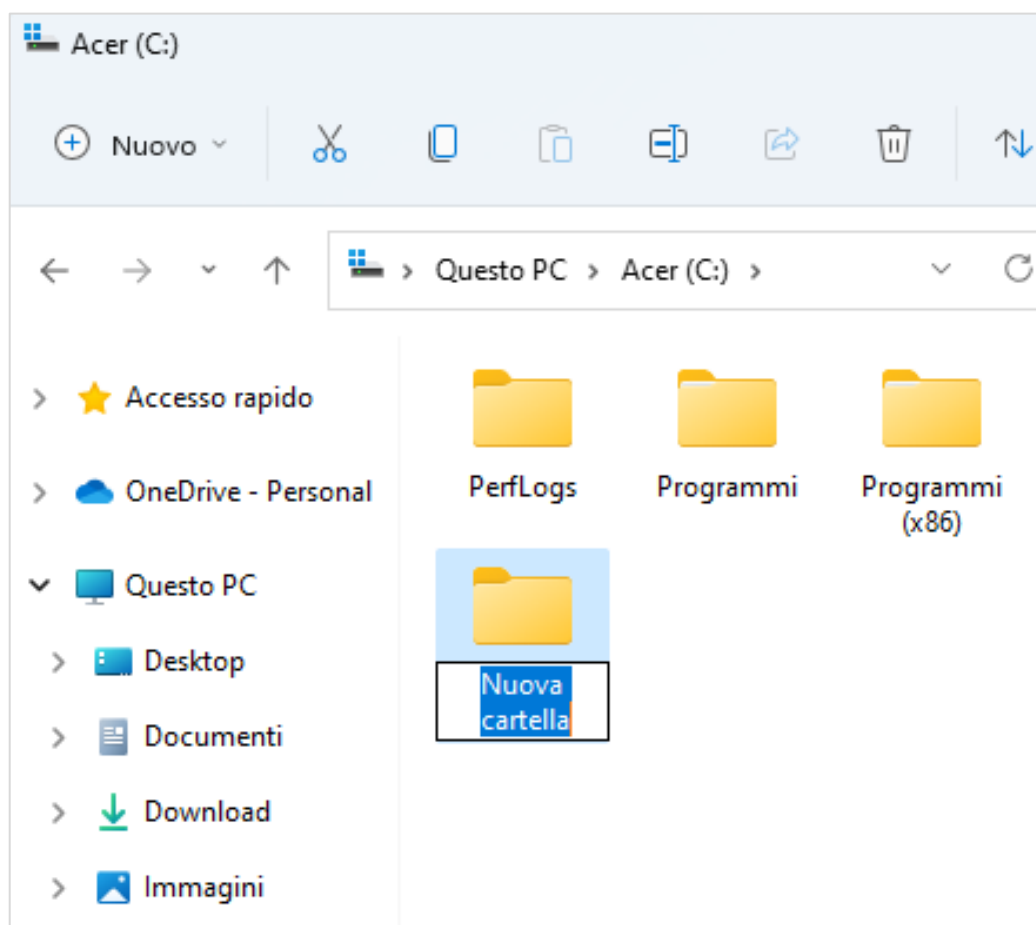 Acer (C:)
Nuovo
Questo PC > Acer (C:) >
Accesso rapido
OneDrive - Personal
Questo PC
Desktop
Documenti
Download
Immagini
PerfLogs
Programmi
Programmi
(x86)
Nuova
cartella